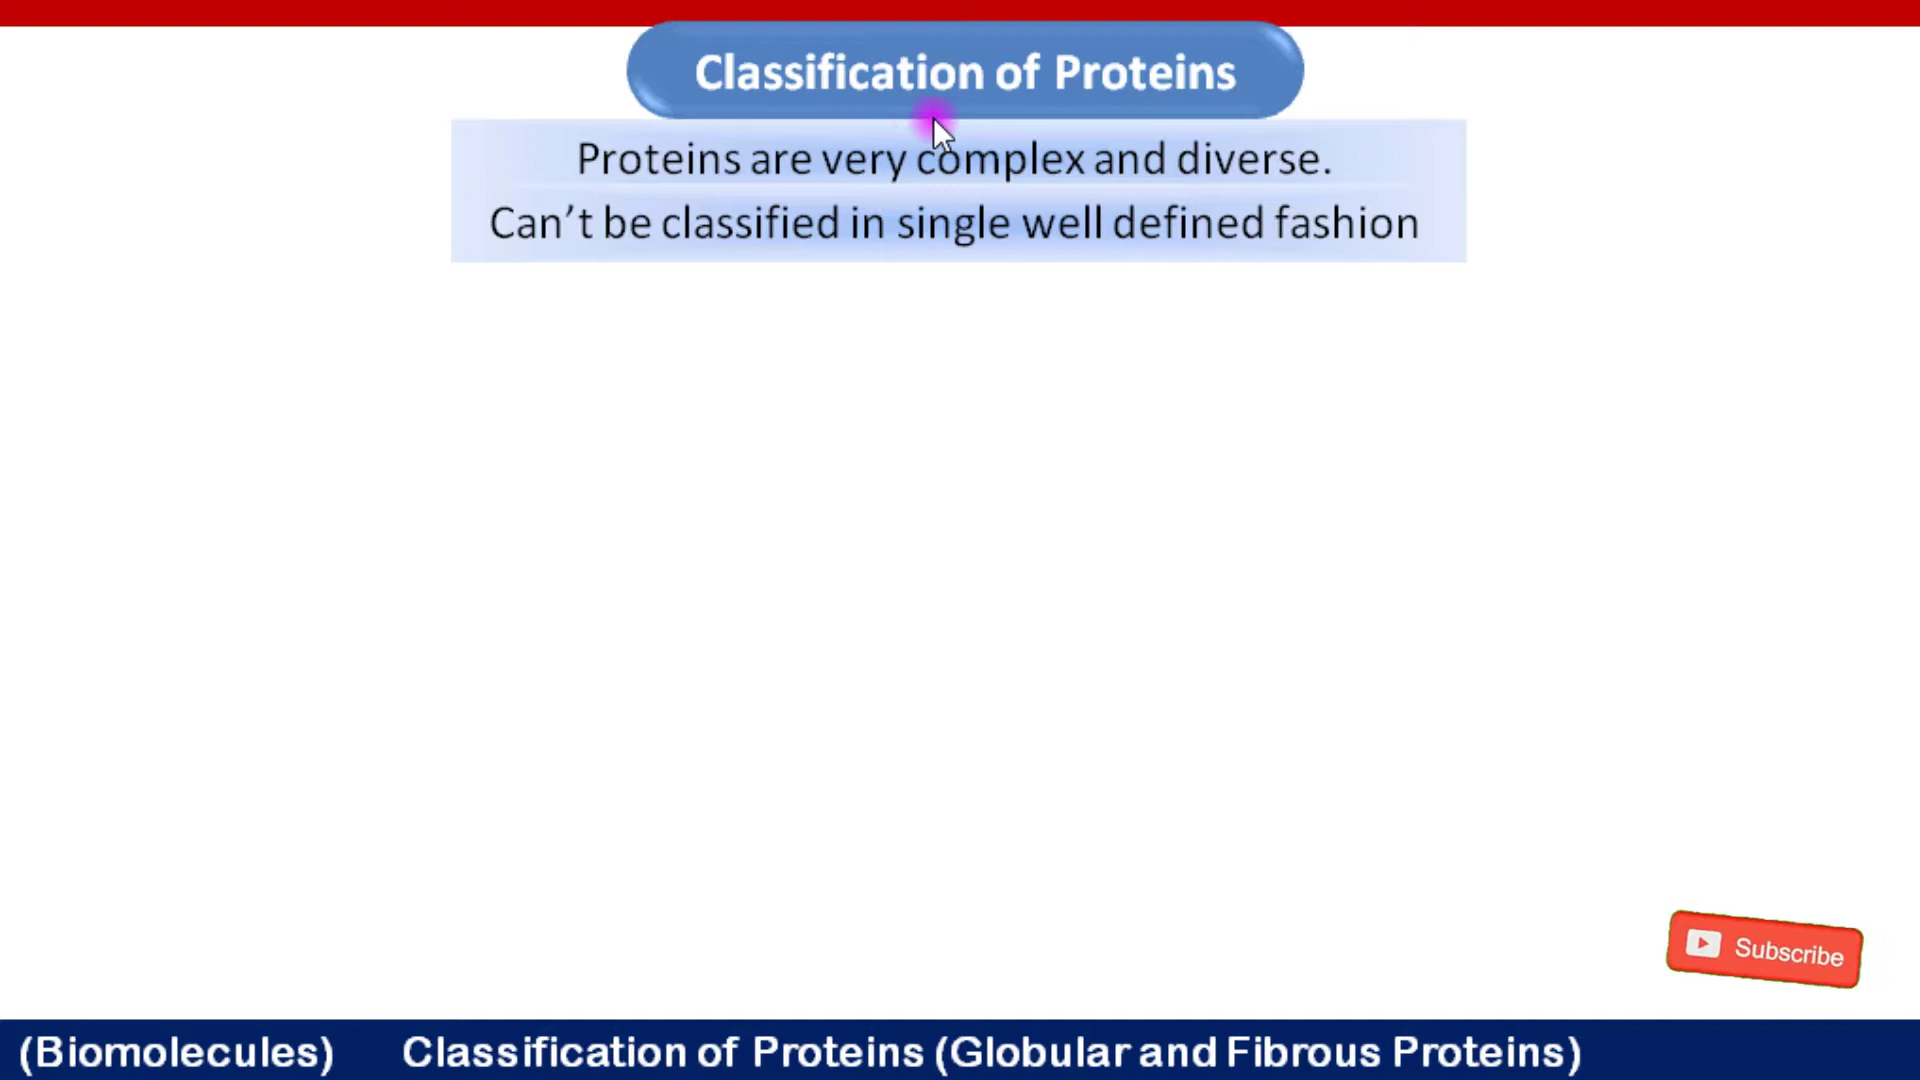 Classification of Proteins
Proteins are very complex and diverse.
Can’t be classified in single well defined fashion
Subscribe
(Biomolecules) Classification of Proteins (Globular and Fibrous Proteins)